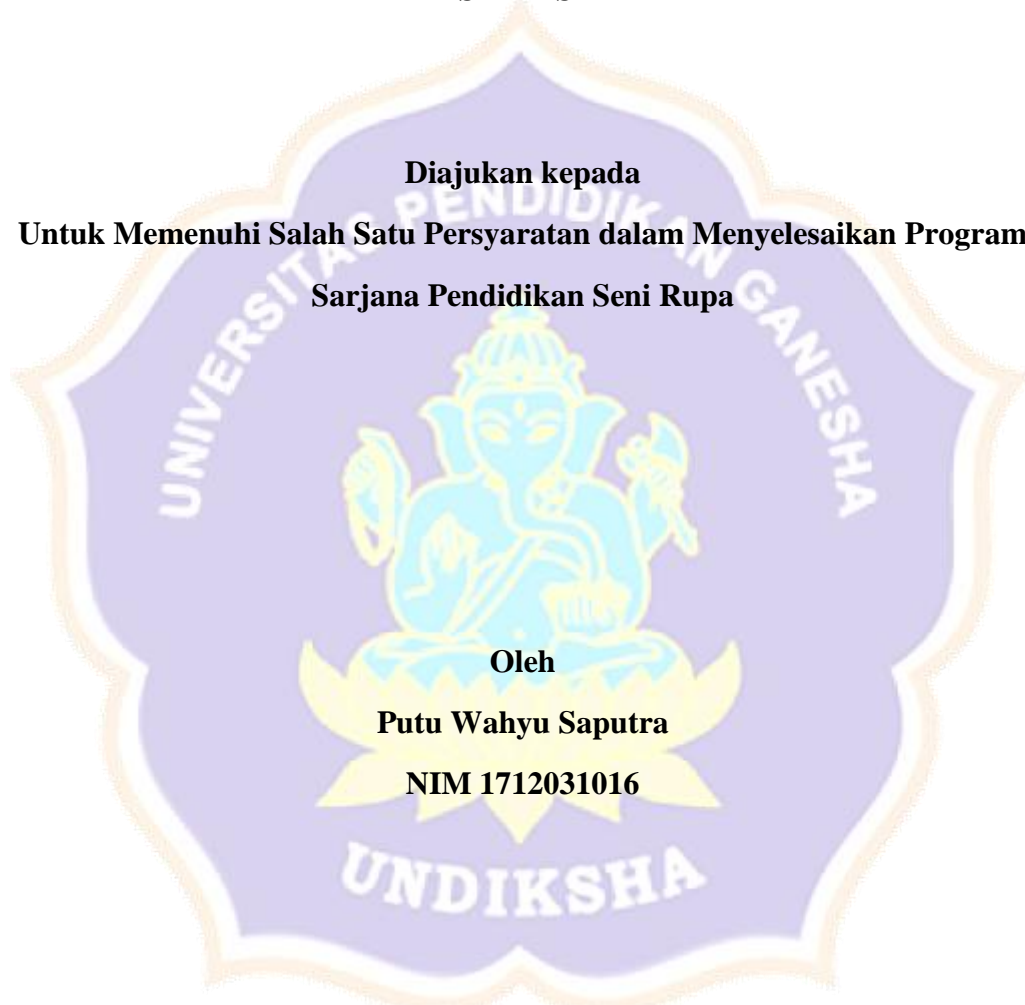 Diajukan kepada
Untuk Memenuhi Salah Satu Persyaratan dalam Menyelesaikan Program
Sarjana Pendidikan Seni Rupa
UNIVERSITAS PENDIDIKAN GANESHA
Oleh
Putu Wahyu Saputra
NIM 1712031016
UNDIKSHA